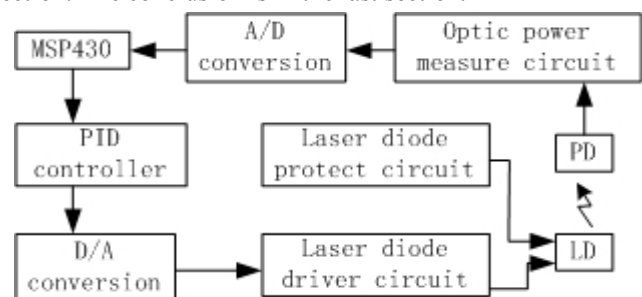 MSP430
A/D
conversion
Optic power
measure circuit
PID
controller
Laser diode
protect circuit
PD
D/A
conversion
Laser diode
driver circuit
LD